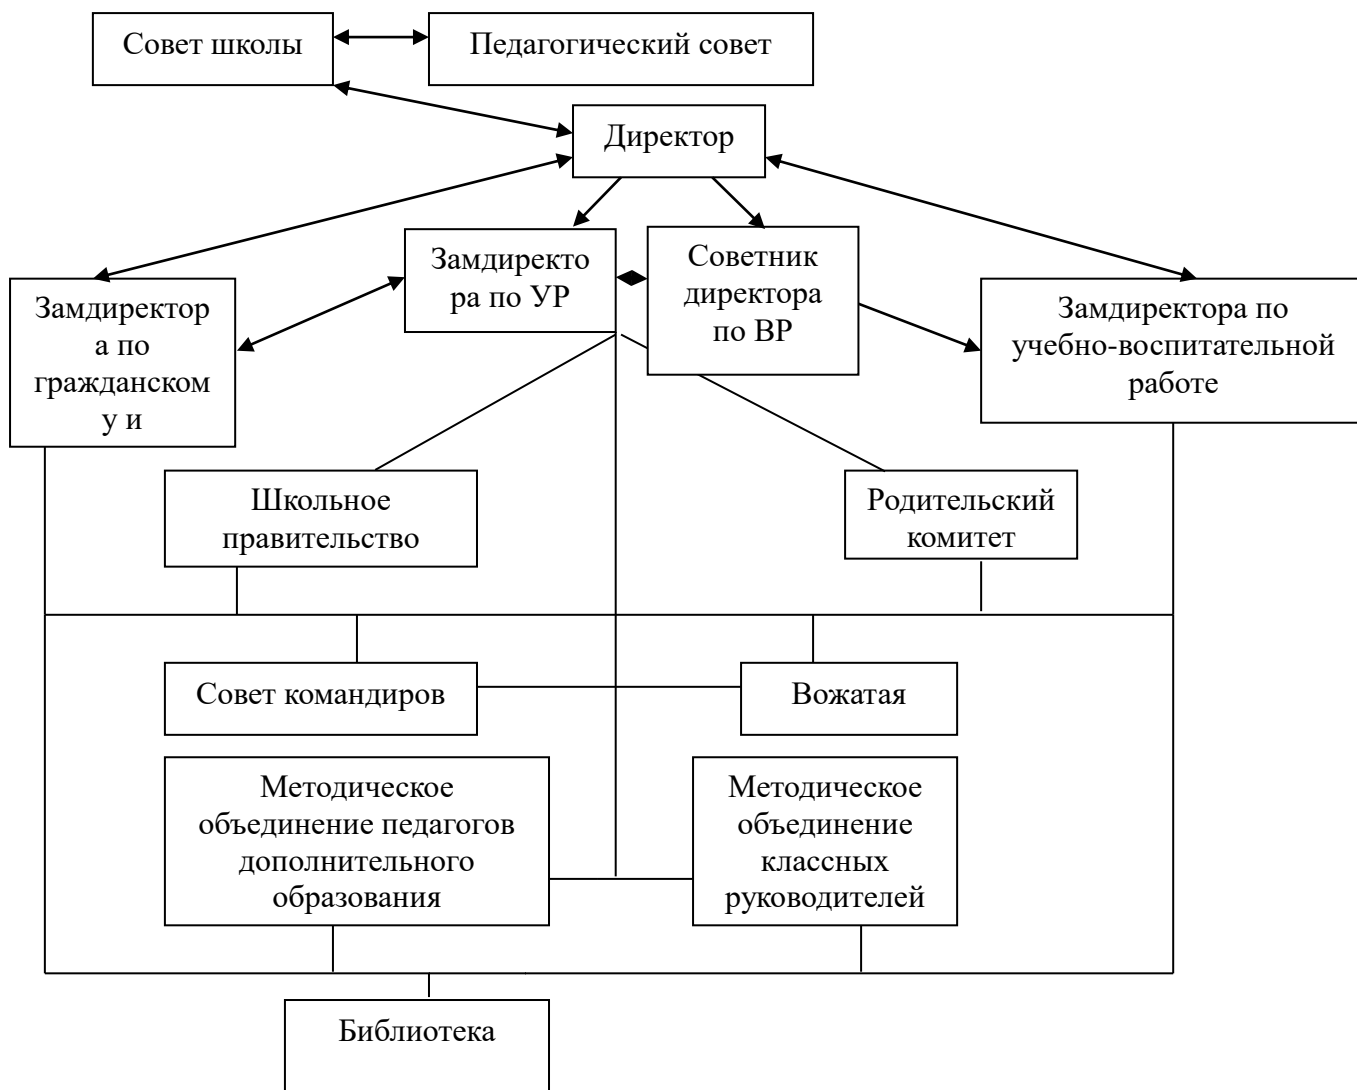 Совет школы
Педагогический совет
Директор
Замдиректо
ра по УР
Советник
директора
по ВР
Замдиректор
а по
гражданском
у и
Замдиректора по
учебно-воспитательной
работе
Школьное
правительство
Родительский
комитет
Совет командиров
Вожатая
Методическое
объединение педагогов
дополнительного
образования
Методическое
объединение
классных
руководителей
Библиотека